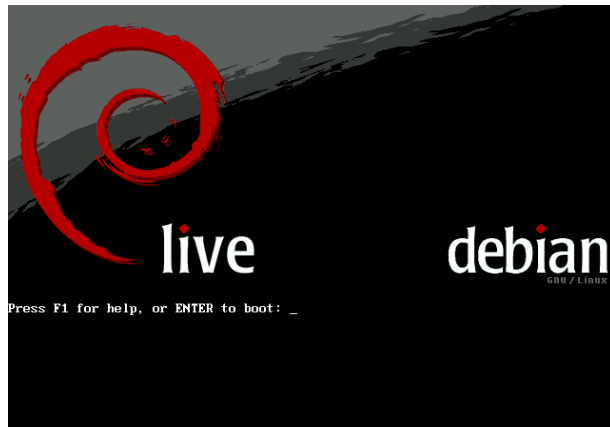 live
debian
GNU / Linux
Press F1 for help, or ENTER to boot: _